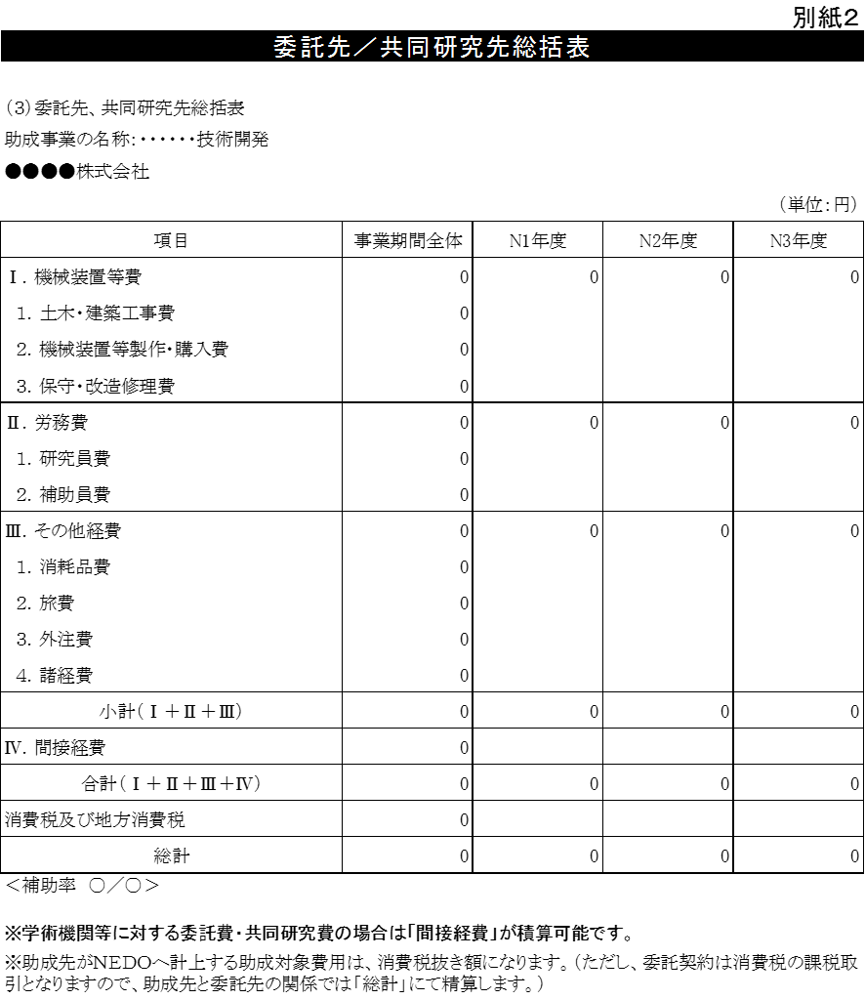 別紙２
委託先／共同研究先総括表
（３）委託先、共同研究先総括表
助成事業の名称：・・・・・・技術開発
●●●●株式会社
（単位：円）
項目 事業期間全体 N1年度 N2年度 N3年度
Ⅰ．機械装置等費 0 0 0 0
１．土木・建築工事費 0
２．機械装置等製作・購入費 0
３．保守・改造修理費 0
Ⅱ．労務費 0 0 0 0
１．研究員費 0
２．補助員費 0
Ⅲ．その他経費 0 0 0 0
１．消耗品費 0
２．旅費 0
３．外注費 0
４．諸経費 0
小計（Ⅰ＋Ⅱ＋Ⅲ） 0 0 0 0
Ⅳ．間接経費 0
合計（Ⅰ＋Ⅱ＋Ⅲ＋Ⅳ） 0 0 0 0
消費税及び地方消費税 0
総計 0 0 0 0
＜補助率　○／○＞
※学術機関等に対する委託費・共同研究費の場合は「間接経費」が積算可能です。
※助成先がNEDOへ計上する助成対象費用は、消費税抜き額になります。（ただし、委託契約は消費税の課税取
引となりますので、助成先と委託先の関係では「総計」にて精算します。）